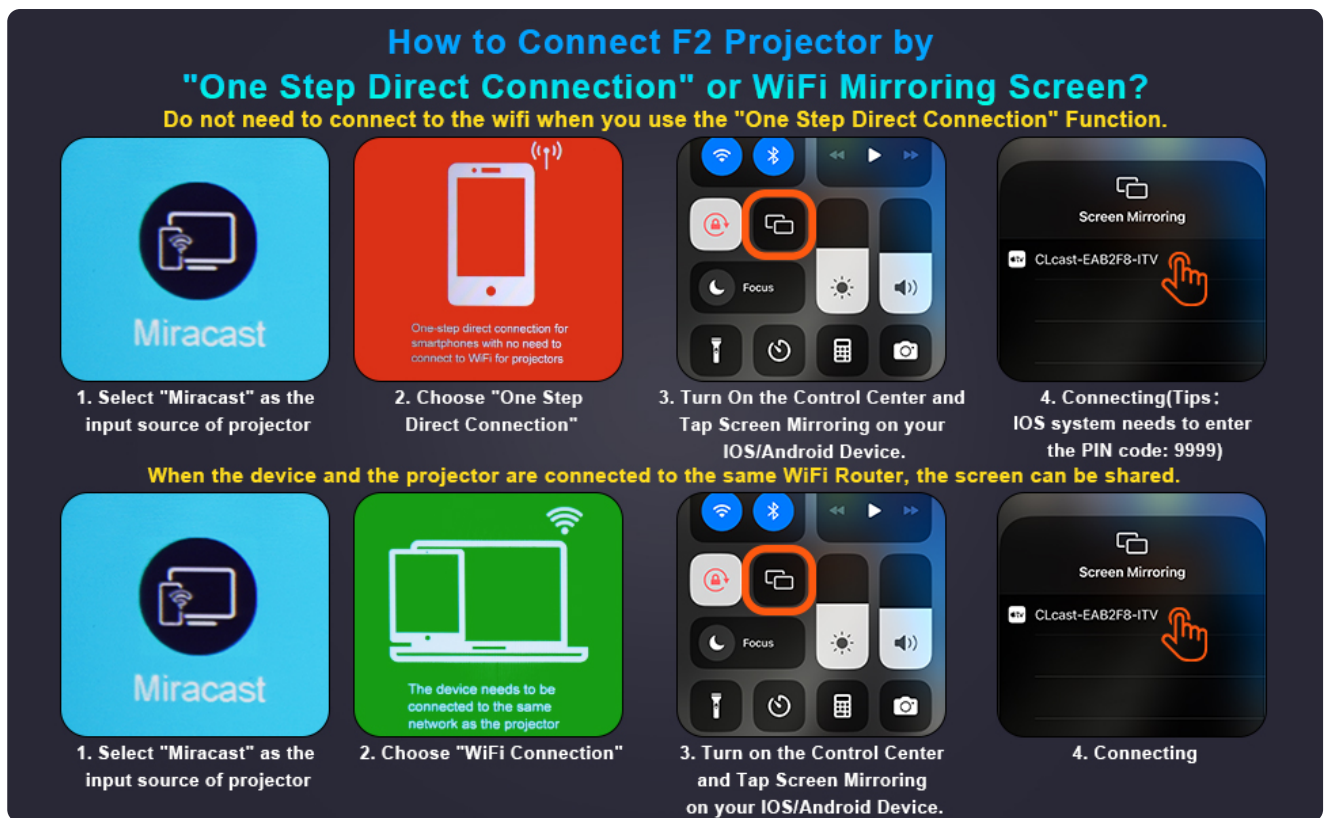 How to Connect F2 Projector by
"One Step Direct Connection" or WiFi Mirroring Screen?
Do not need to connect to the wifi when you use the "One Step Direct Connection" Function.
Miracast
One-step direct connection for
smartphones with no need to
connect to WiFi for projectors
Focus
Screen Mirroring
tv
CLcast-EAB2F8-ITV
1. Select "Miracast" as the
input source of projector
2. Choose "One Step
Direct Connection"
3. Turn On the Control Center and
Tap Screen Mirroring on your
IOS/Android Device.
4. Connecting(Tips:
IOS system needs to enter
the PIN code: 9999)
When the device and the projector are connected to the same WiFi Router, the screen can be shared.
Miracast
The device needs to be
connected to the same
network as the projector
Focus
Screen Mirroring
tv
CLcast-EAB2F8-ITV
1. Select "Miracast" as the
input source of projector
2. Choose "WiFi Connection"
3. Turn on the Control Center
and Tap Screen Mirroring
on your IOS/Android Device.
4. Connecting